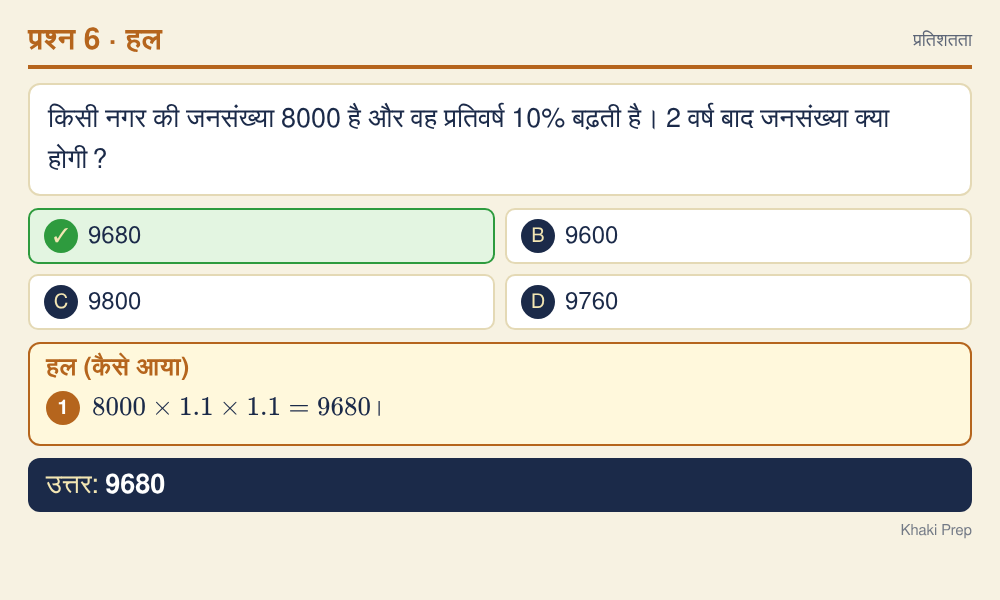 प्रश्न 6 · हल
प्रतिशतता
किसी नगर की जनसंख्या 8000 है और वह प्रतिवर्ष 10% बढ़ती है। 2 वर्ष बाद जनसंख्या क्या
होगी ?
✓ 9680
B 9600
C 9800
D 9760
हल (कैसे आया)
1 8000 × 1.1 × 1.1 = 9680।
उत्तर: 9680
Khaki Prep